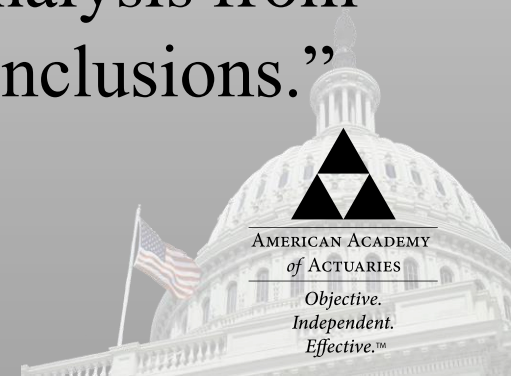 nclusions.”
AMERICAN ACADEMY
of ACTUARIES
Objective.
Independent.
Effective.™